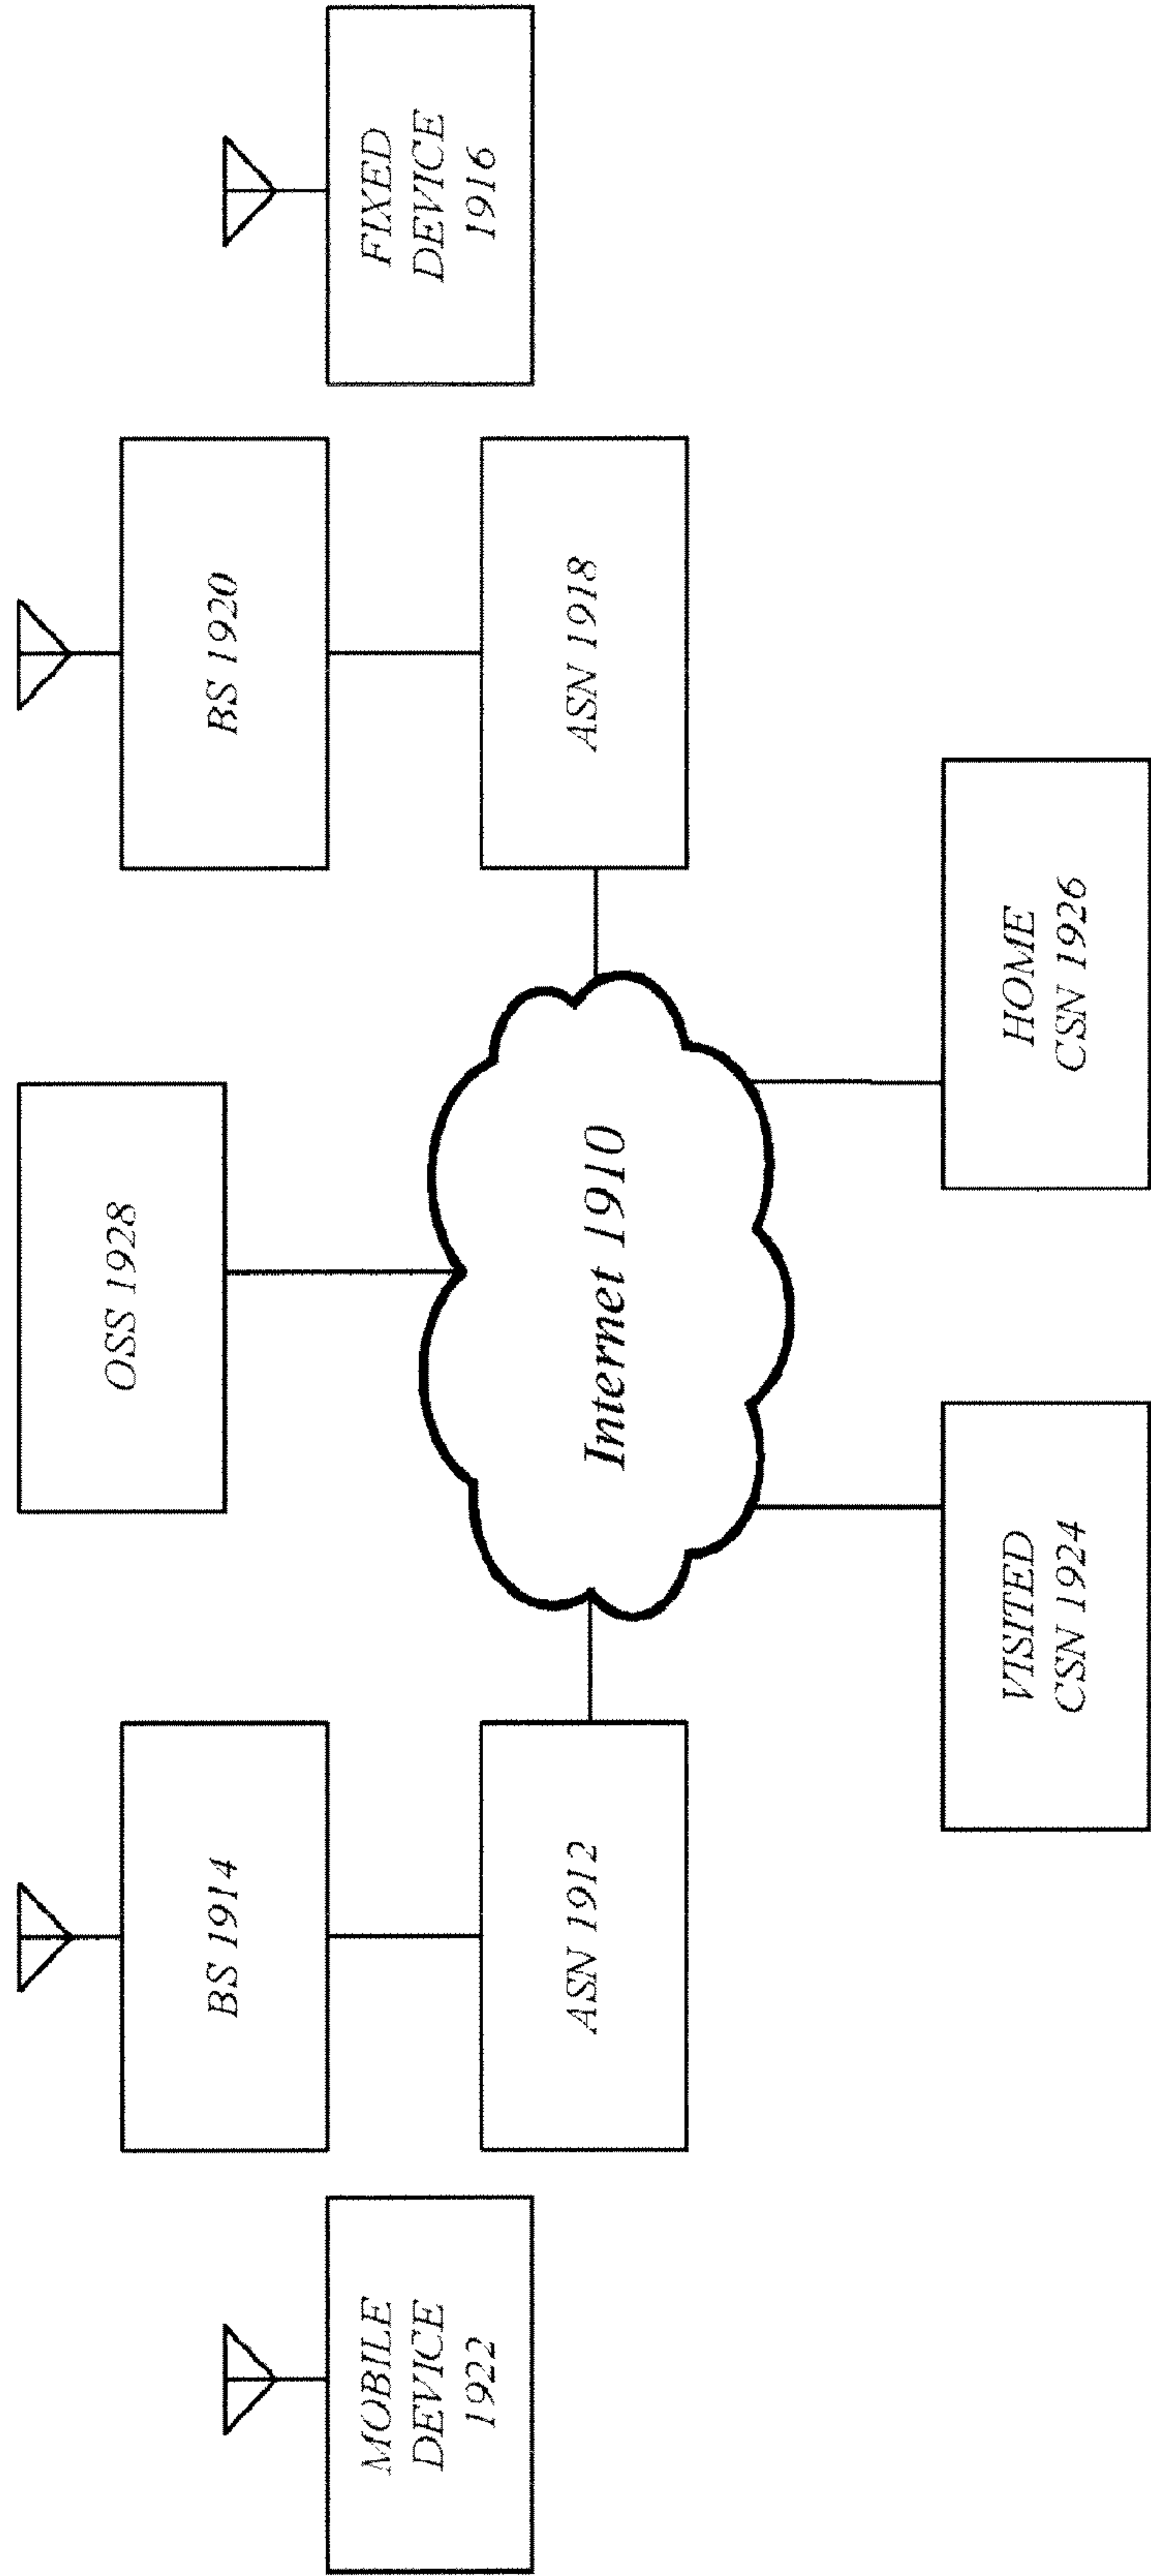 MOBILE
DEVICE
1922
BS 1914
ASN 1912
OSS 1928
Internet 1910
VISITED
CSN 1924
HOME
CSN 1926
BS 1920
ASN 1918
FIXED
DEVICE
1916